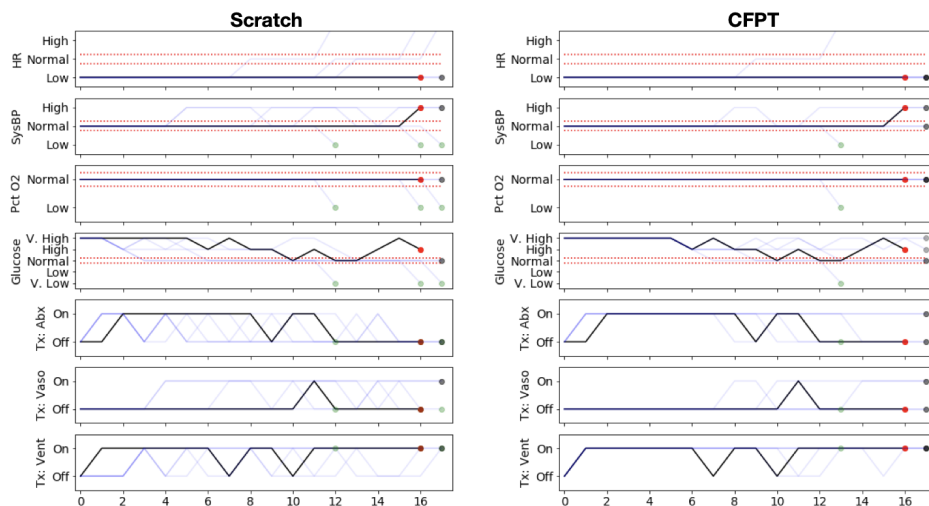 Scratch
CFPT
High
Normal
Low
HR
High
Normal
Low
HR
High
Normal
Low
SysBP
High
Normal
Low
SysBP
Normal
Low
Pct O2
Normal
Low
Pct O2
V. High
High
Normal
Low
V. Low
Glucose
V. High
High
Normal
Low
V. Low
Glucose
On
Off
Tx: Abx
On
Off
Tx: Abx
On
Off
Tx: Vaso
On
Off
Tx: Vaso
On
Off
Tx: Vent
On
Off
Tx: Vent
0 2 4 6 8 10 12 14 16
0 2 4 6 8 10 12 14 16